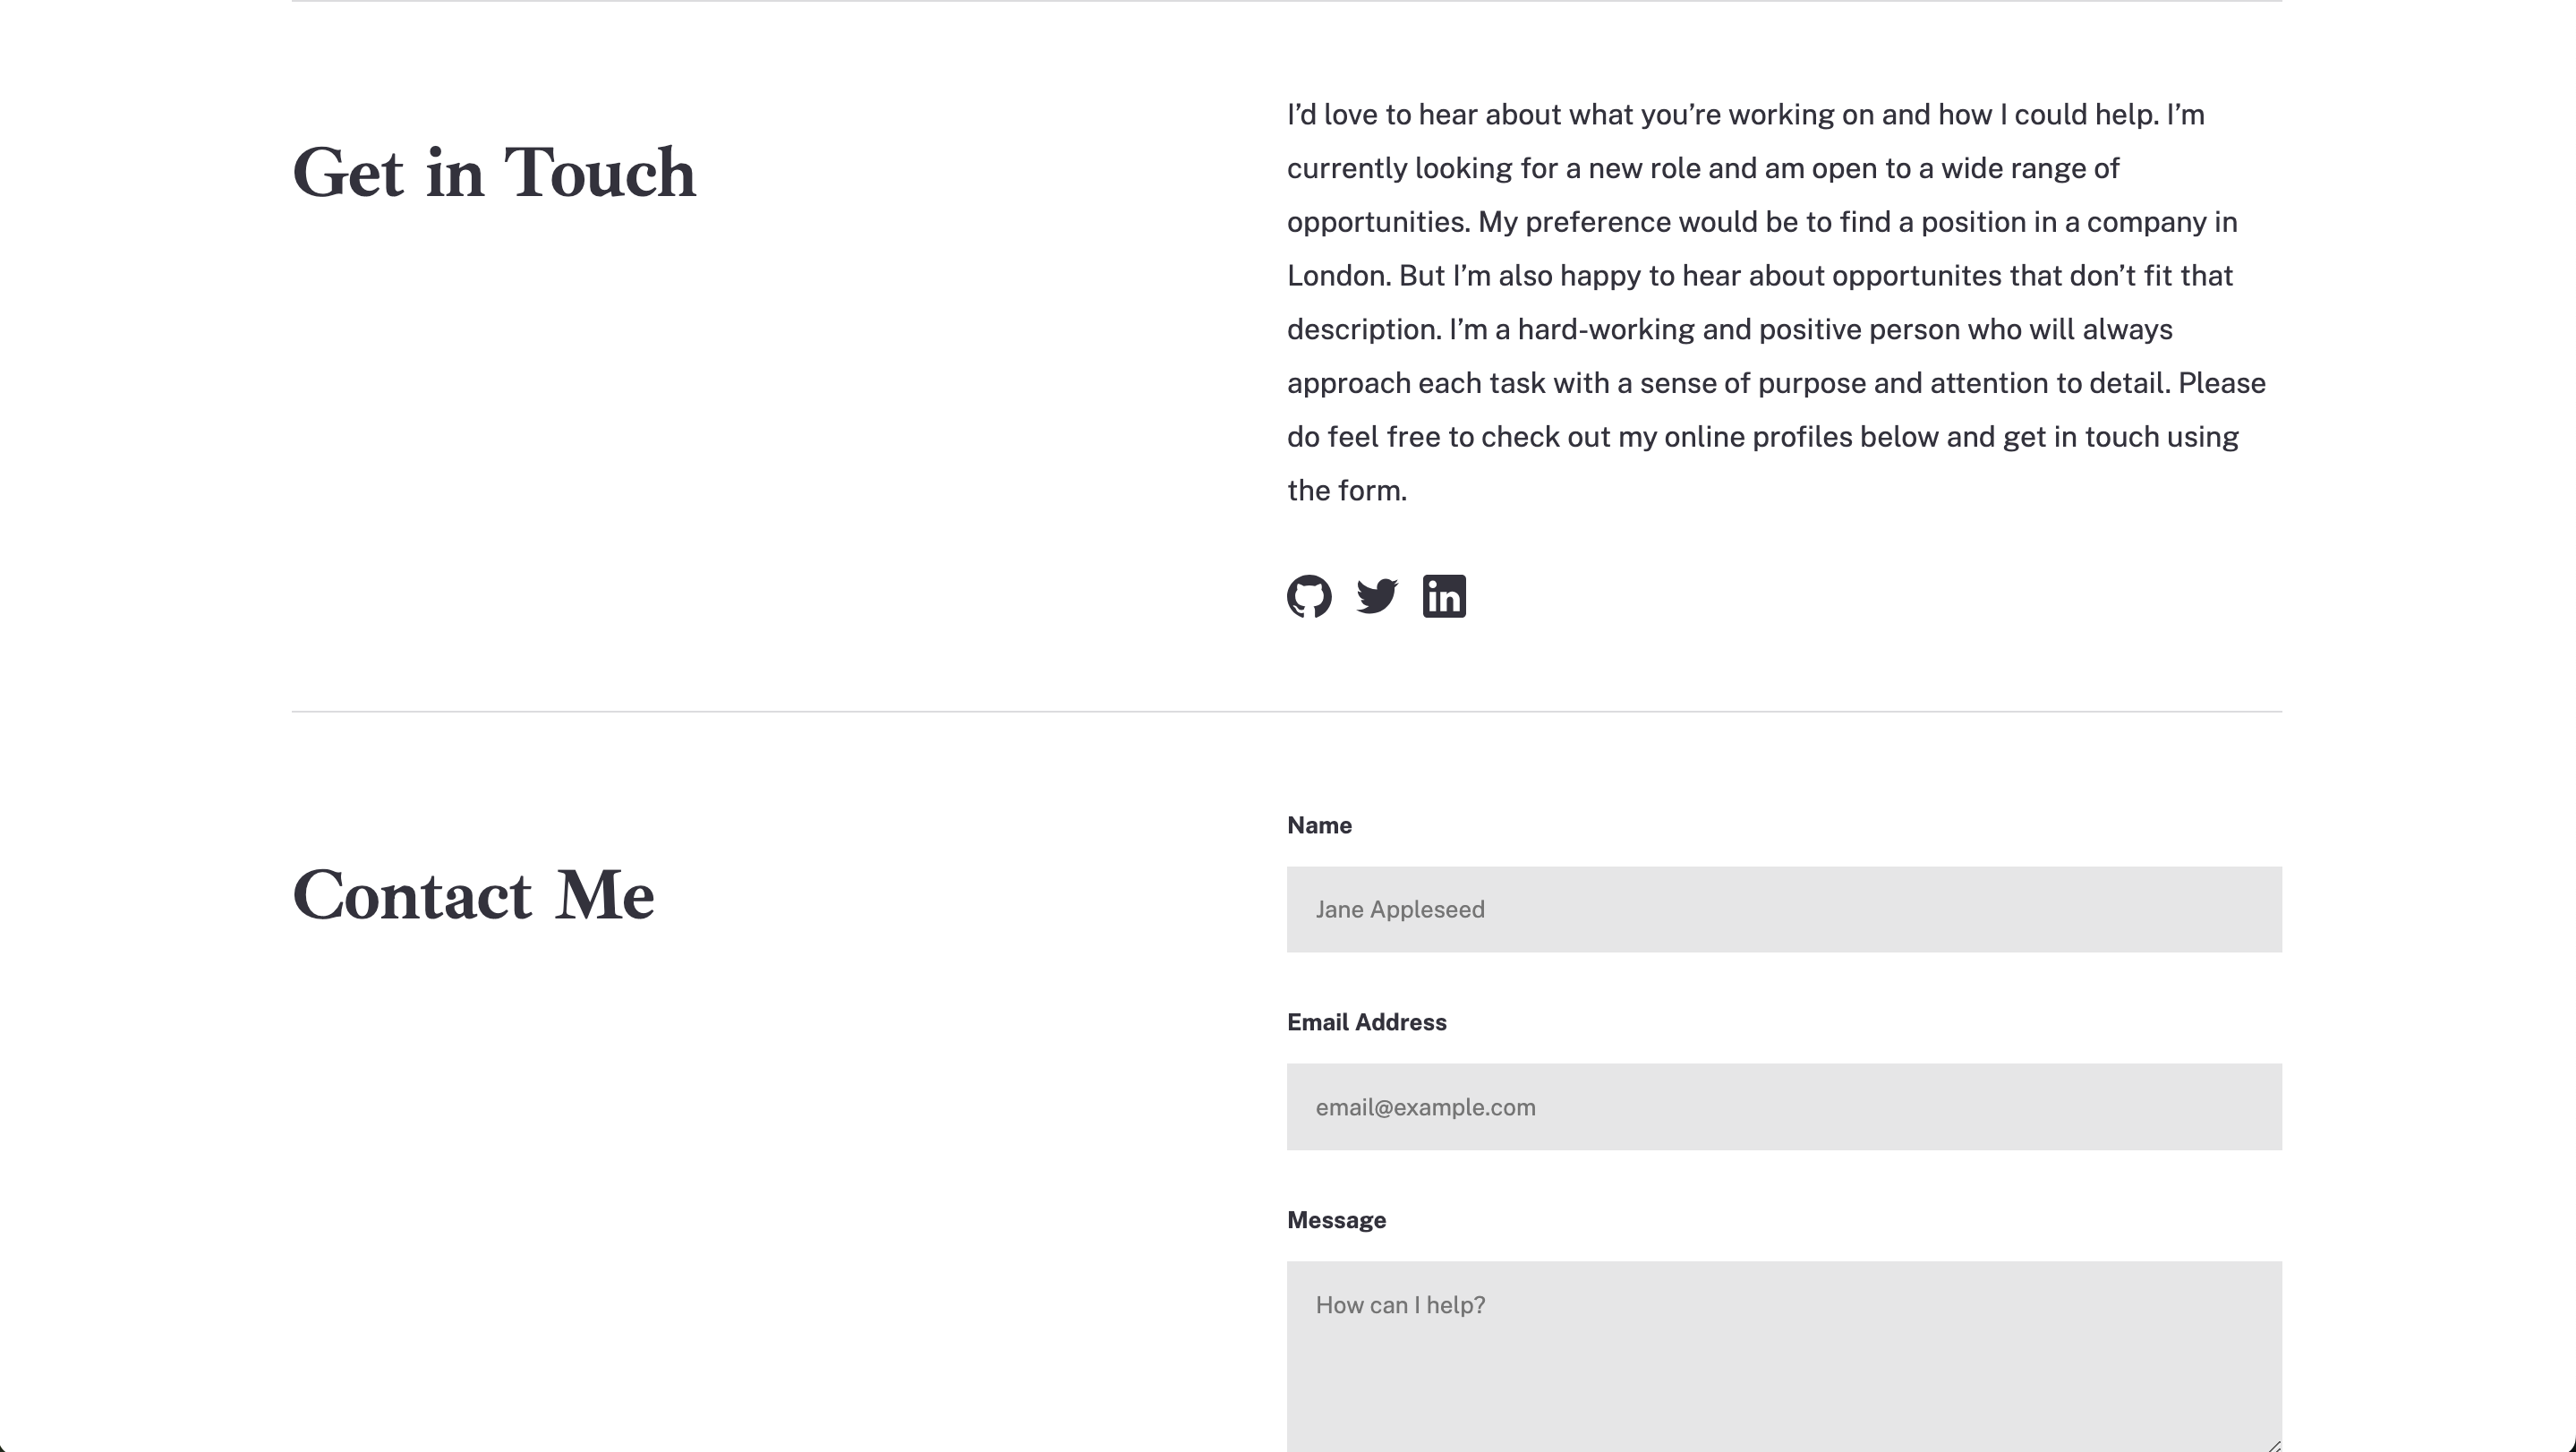 Get in Touch
I’d love to hear about what you’re working on and how I could help. I’m
currently looking for a new role and am open to a wide range of
opportunities. My preference would be to find a position in a company in
London. But I’m also happy to hear about opportunites that don’t fit that
description. I’m a hard-working and positive person who will always
approach each task with a sense of purpose and attention to detail. Please
do feel free to check out my online profiles below and get in touch using
the form.
in
Contact Me
Name
Jane Appleseed
Email Address
email@example.com
Message
How can I help?